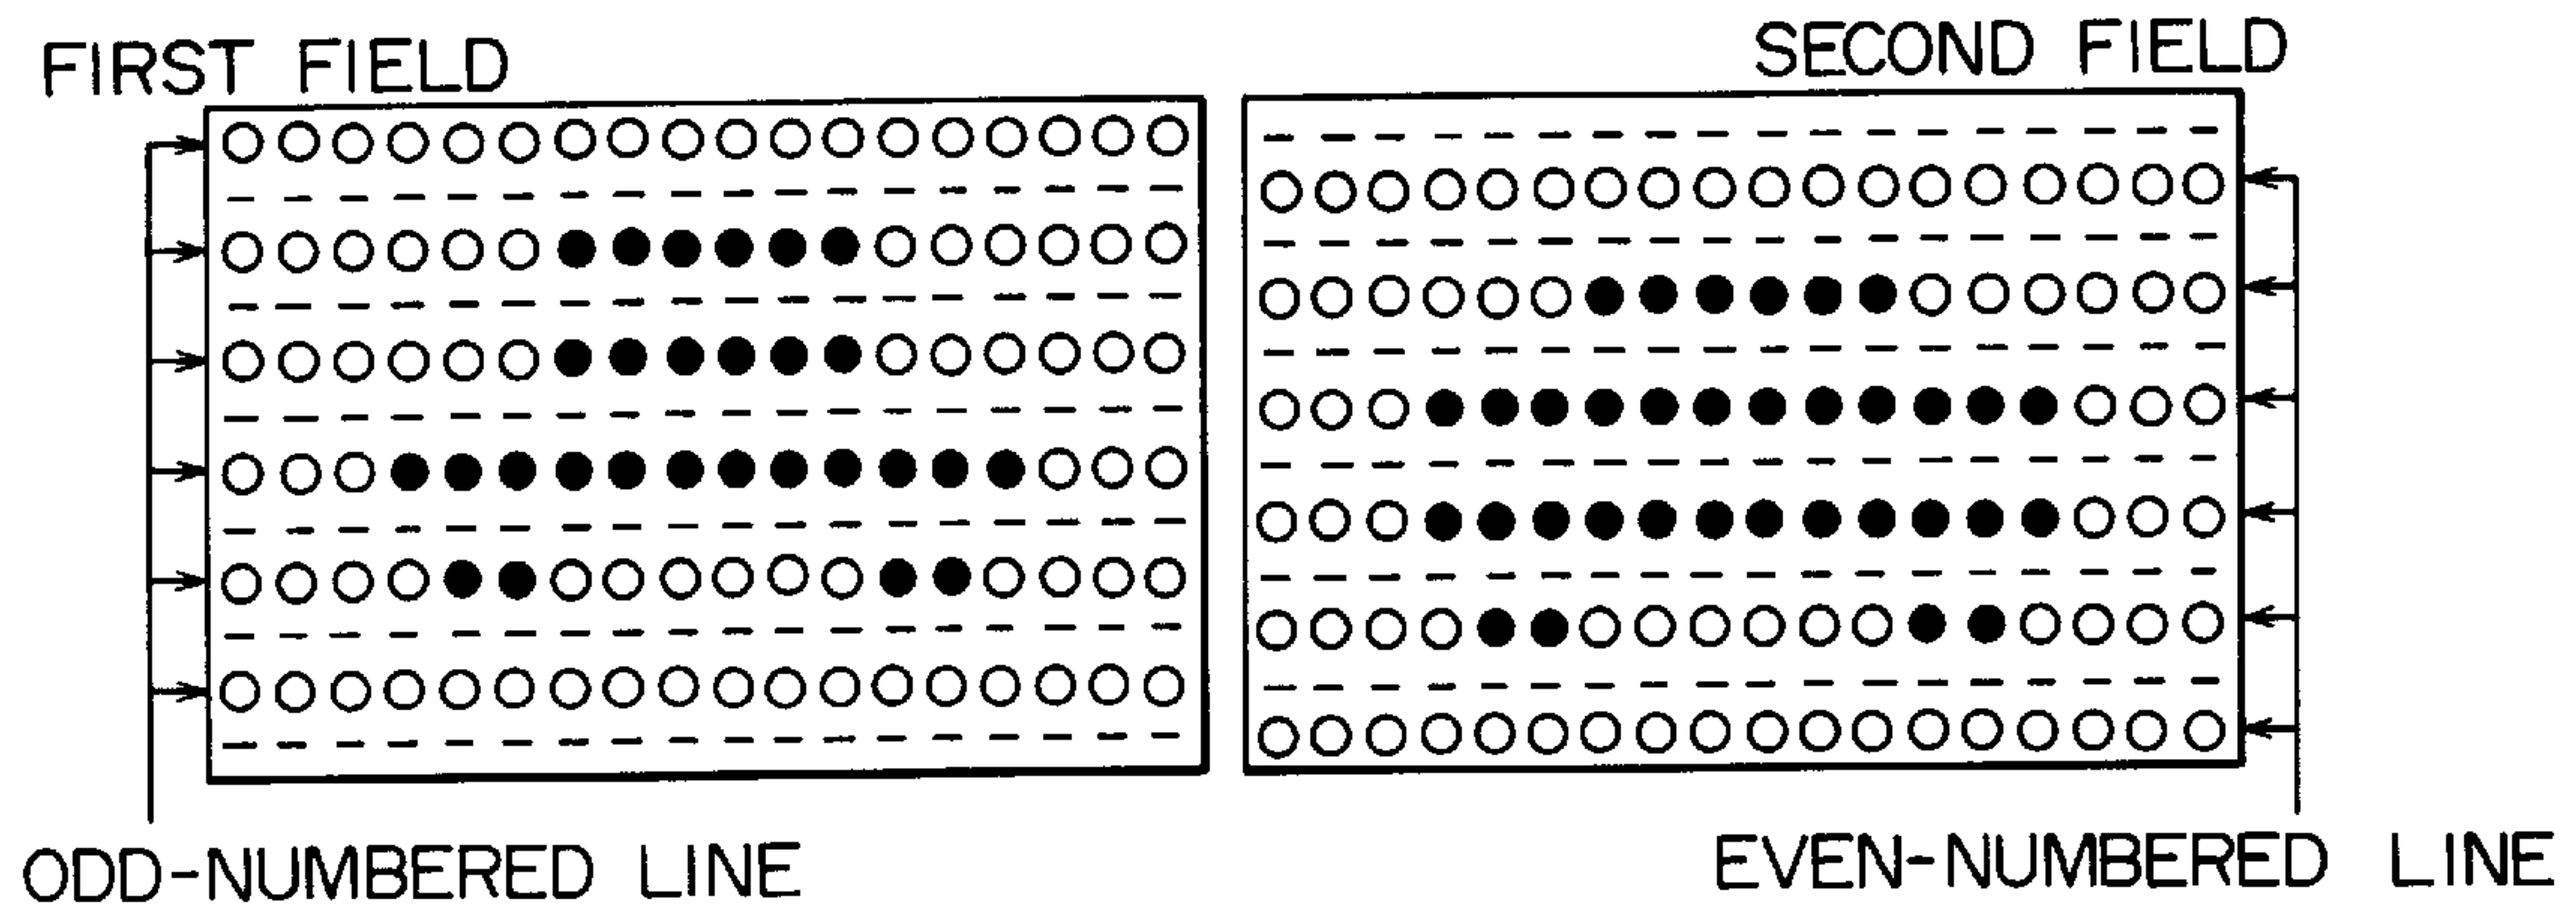 FIRST FIELD
SECOND FIELD
ODD-NUMBERED LINE
EVEN-NUMBERED LINE